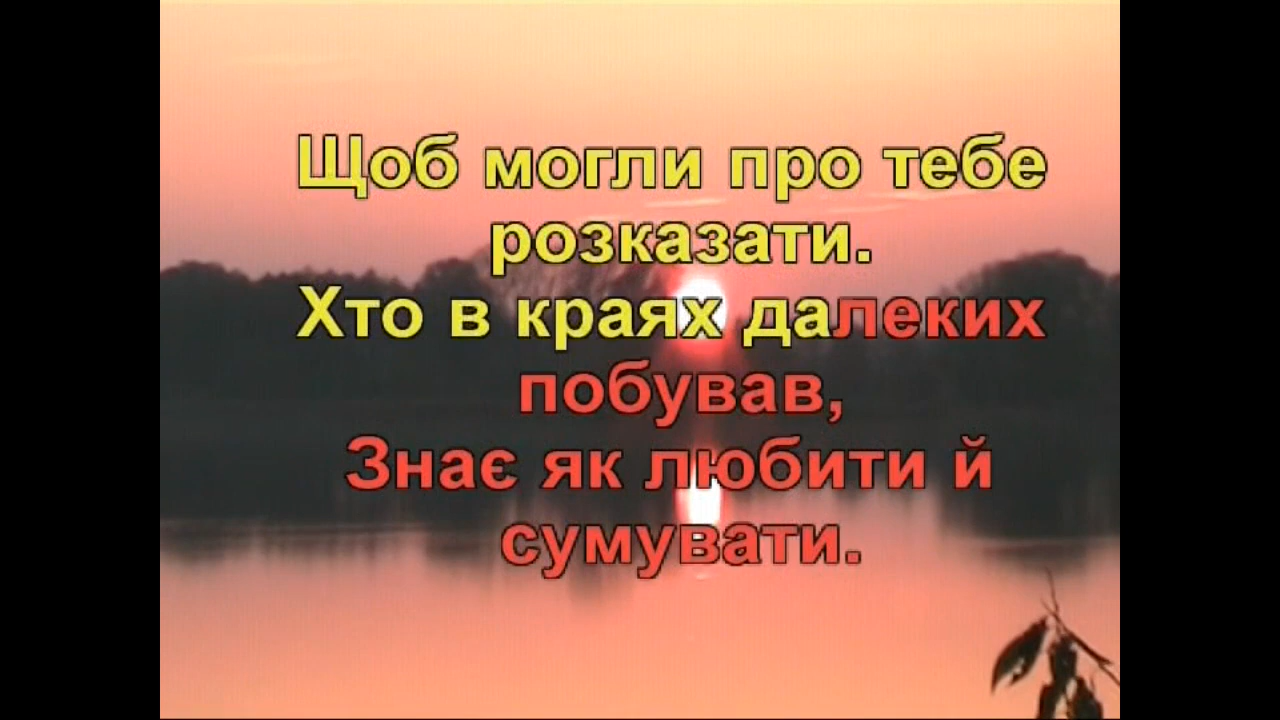 Щоб могли про тебе
розказати.
Хто в краях далеких
побував,
Знає як любити й
сумувати.